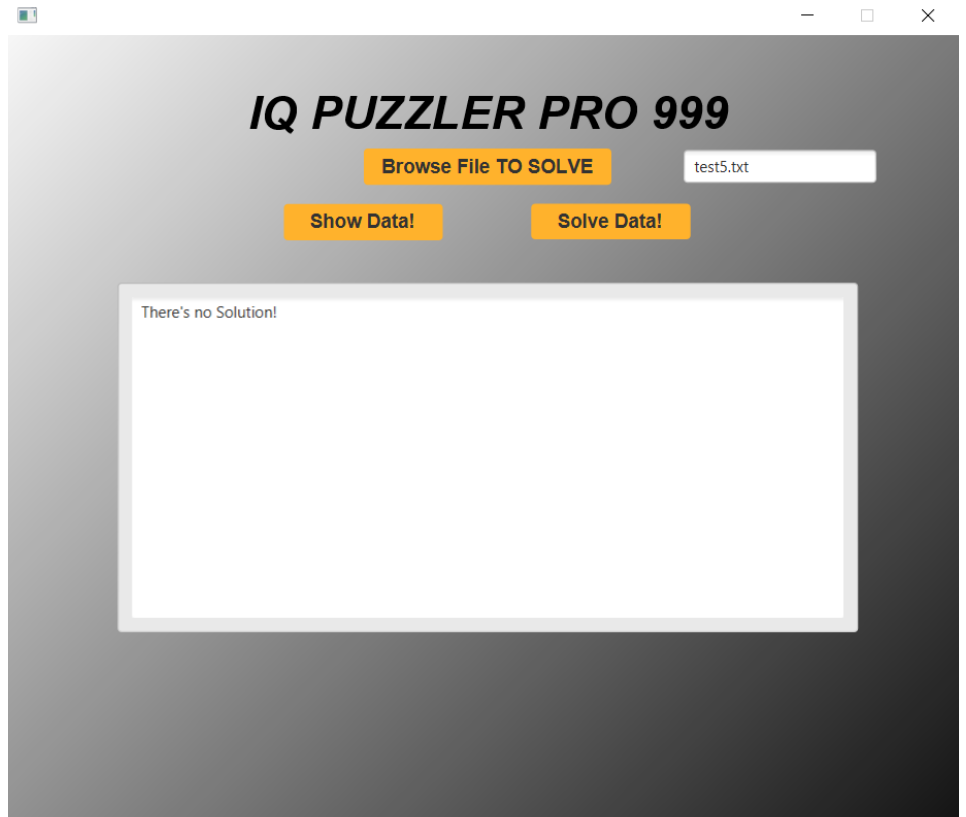 IQ PUZZLER PRO 999
Browse File TO SOLVE
test5.txt
Show Data!
Solve Data!
There's no Solution!